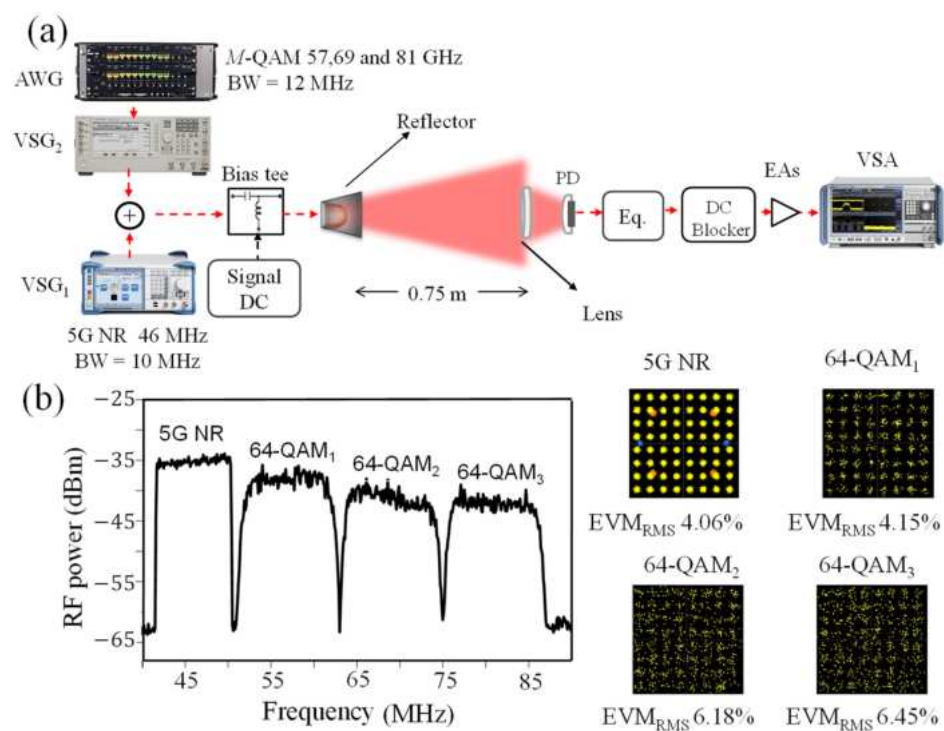 (a)
AWG
M-QAM 57,69 and 81 GHz
BW = 12 MHz
VSG2
Reflector
Bias tee
PD
EAs
VSA
+
Eq.
DC
Blocker
VSG1
Signal
DC
0.75 m
Lens
5G NR 46 MHz
BW = 10 MHz
(b)
−25
−35
−45
−55
−65
RF power (dBm)
5G NR
64-QAM1
64-QAM2
64-QAM3
45
55
65
75
85
Frequency (MHz)
5G NR
64-QAM1
EVMRMS 4.06%
EVMRMS 4.15%
64-QAM2
64-QAM3
EVMRMS 6.18%
EVMRMS 6.45%